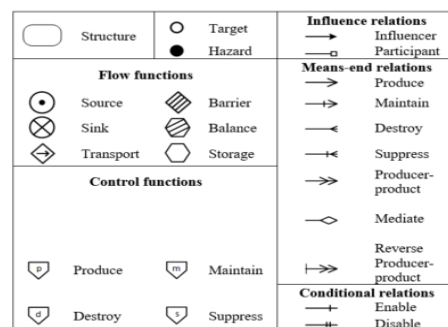 Structure
Target
Hazard
Flow functions
Source
Barrier
Sink
Balance
Transport
Storage
Control functions
p
Produce
m
Maintain
d
Destroy
s
Suppress
Influence relations
Influencer
Participant
Means-end relations
Produce
Maintain
Destroy
Suppress
Producer-
product
Mediate
Reverse
Producer-
product
Conditional relations
Enable
Disable